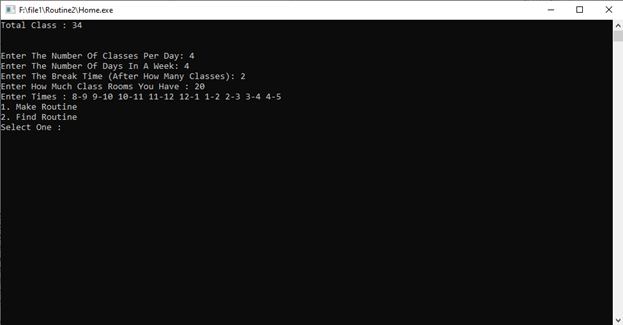 F:\file1\Routine2\Home.exe
Total Class : 34
Enter The Number Of Classes Per Day: 4
Enter The Number Of Days In A Week: 4
Enter The Break Time (After How Many Classes): 2
Enter How Much Class Rooms You Have : 20
Enter Times : 8-9 9-10 10-11 11-12 12-1 1-2 2-3 3-4 4-5
1. Make Routine
2. Find Routine
Select One :